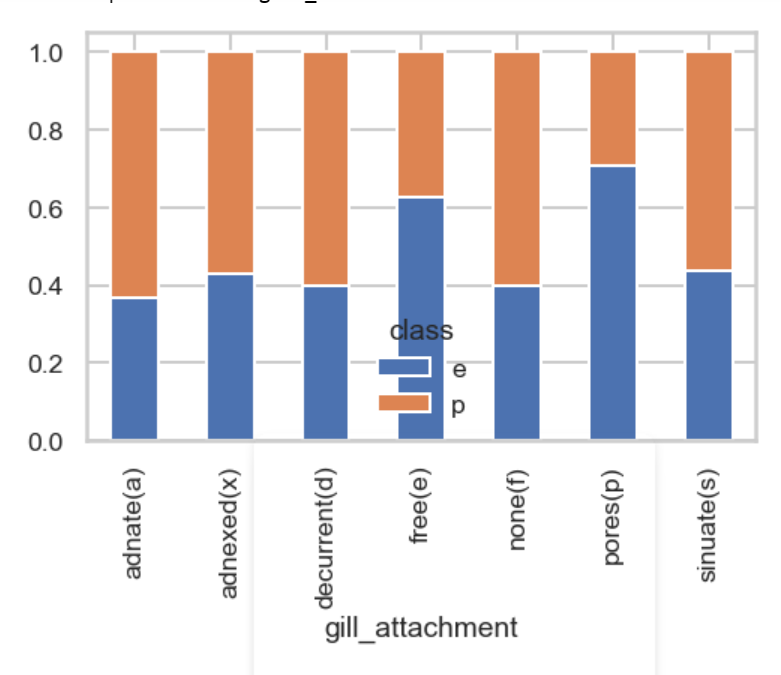 1.0
0.8
0.6
0.4
0.2
0.0
class
e
p
adnate(a)
adnexed(x)
decurrent(d)
free(e)
none(f)
pores(p)
sinuate(s)
gill_attachment